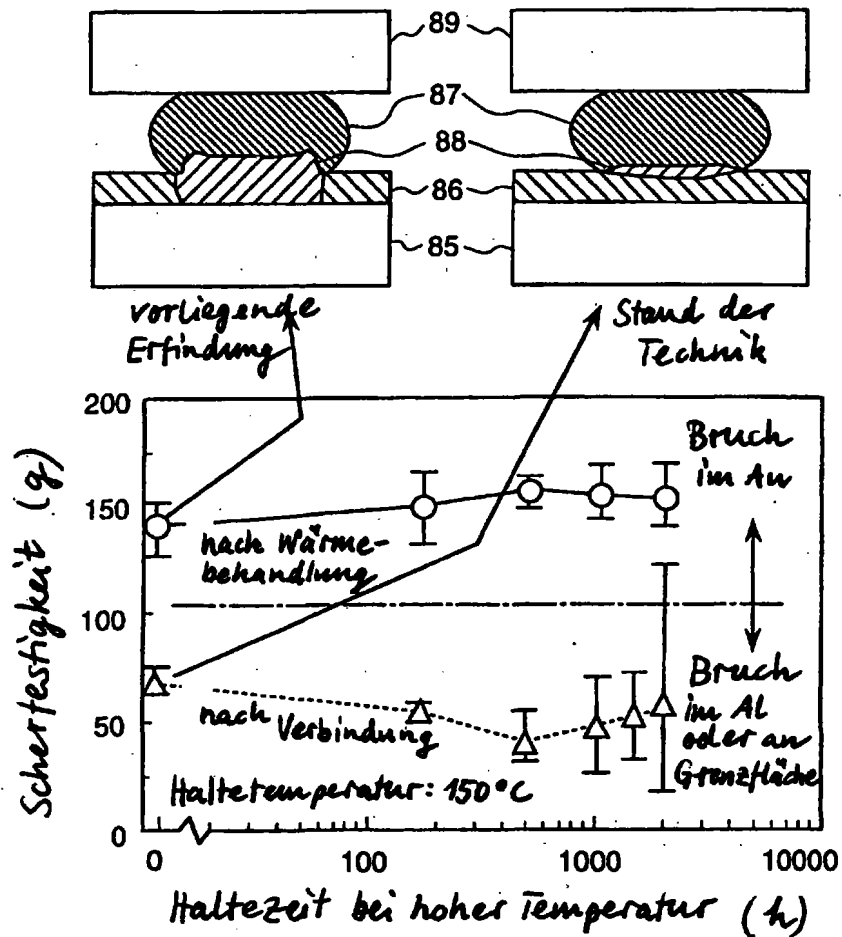 89
87
88
86
85
vorliegende
Erfindung
Stand der
Technik
200
150
100
50
0
Scherfestigkeit (g)
Bruch
im Au
nach Wärme-
behandlung
Bruch
im Al
oder an
Grenzfläche
nach Verbindung
Haltetemperatur: 150°C
0
100
1000
10000
Haltezeit bei hoher Temperatur (h)